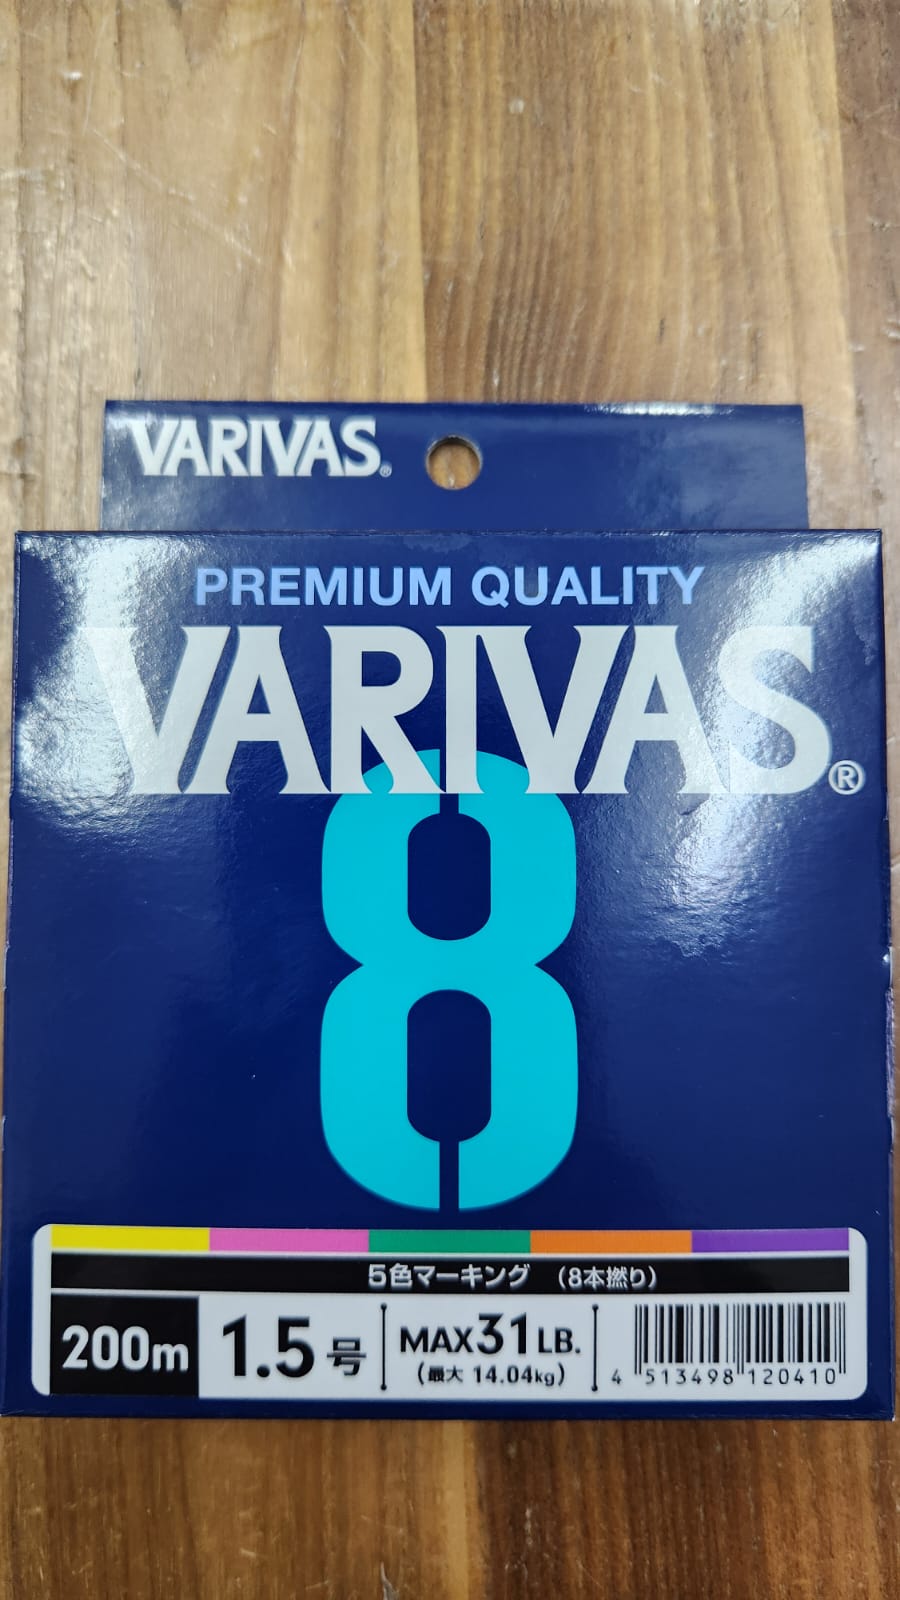 VARIVAS®
PREMIUM QUALITY
VARIVAS®
8
5色マーキング (8本撚り)
200m 1.5号 MAX31LB.
(最大 14.04kg)
4 513498 120410